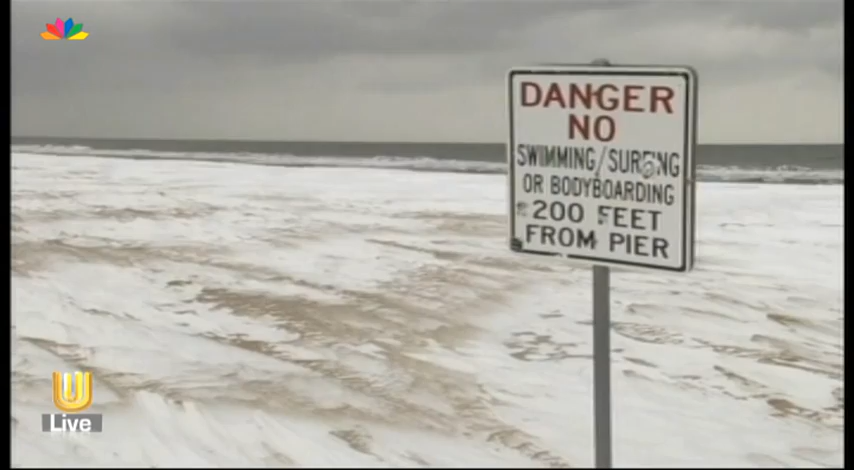 DANGER
NO
SWIMMING/SURFING
OR BODYBOARDING
200 FEET
FROM PIER
U
Live